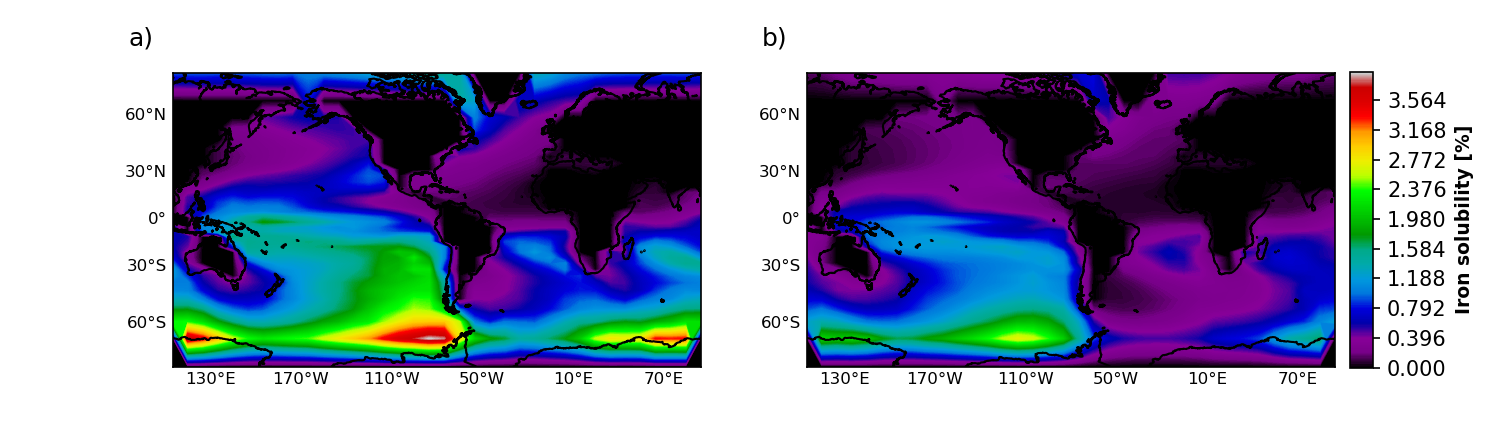 a)
b)
60°N
30°N
0°
30°S
60°S
130°E 170°W 110°W 50°W 10°E 70°E
60°N
30°N
0°
30°S
60°S
130°E 170°W 110°W 50°W 10°E 70°E
3.564
3.168
2.772
2.376
1.980
1.584
1.188
0.792
0.396
0.000
Iron solubility [%]